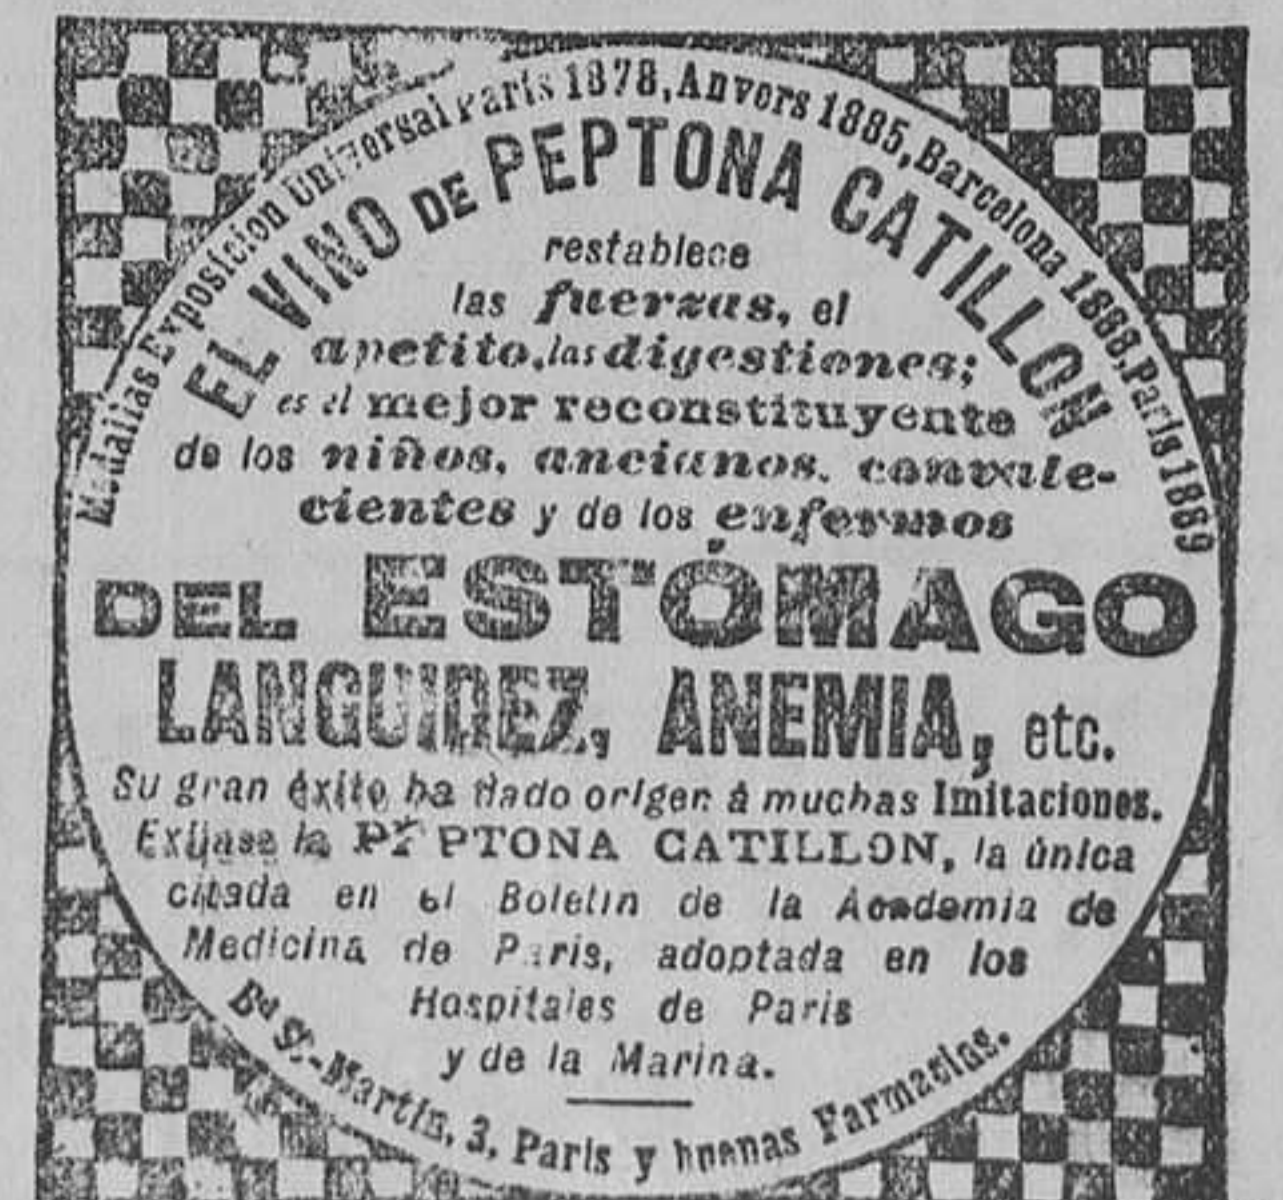 Medallas Exposicion Universal Paris 1878, Anvers 1885, Barcelona 1888, Paris 1889
EL VINO DE PEPTONA CATILLON
restablece
las fuerzas, el
apetito, las digestiones;
es el mejor reconstituyente
de los niños, ancianos, convale-
cientes y de los enfermos
DEL ESTÓMAGO
LANGUIDEZ, ANEMIA, etc.
Su gran éxito ha dado origen á muchas Imitaciones.
Exijase la PEPTONA CATILLON, la única
citada en el Boletin de la Academia de
Medicina de Paris, adoptada en los
Hospitales de Paris
y de la Marina.
Bd St-Martin, 3, Paris y buenas Farmacias.